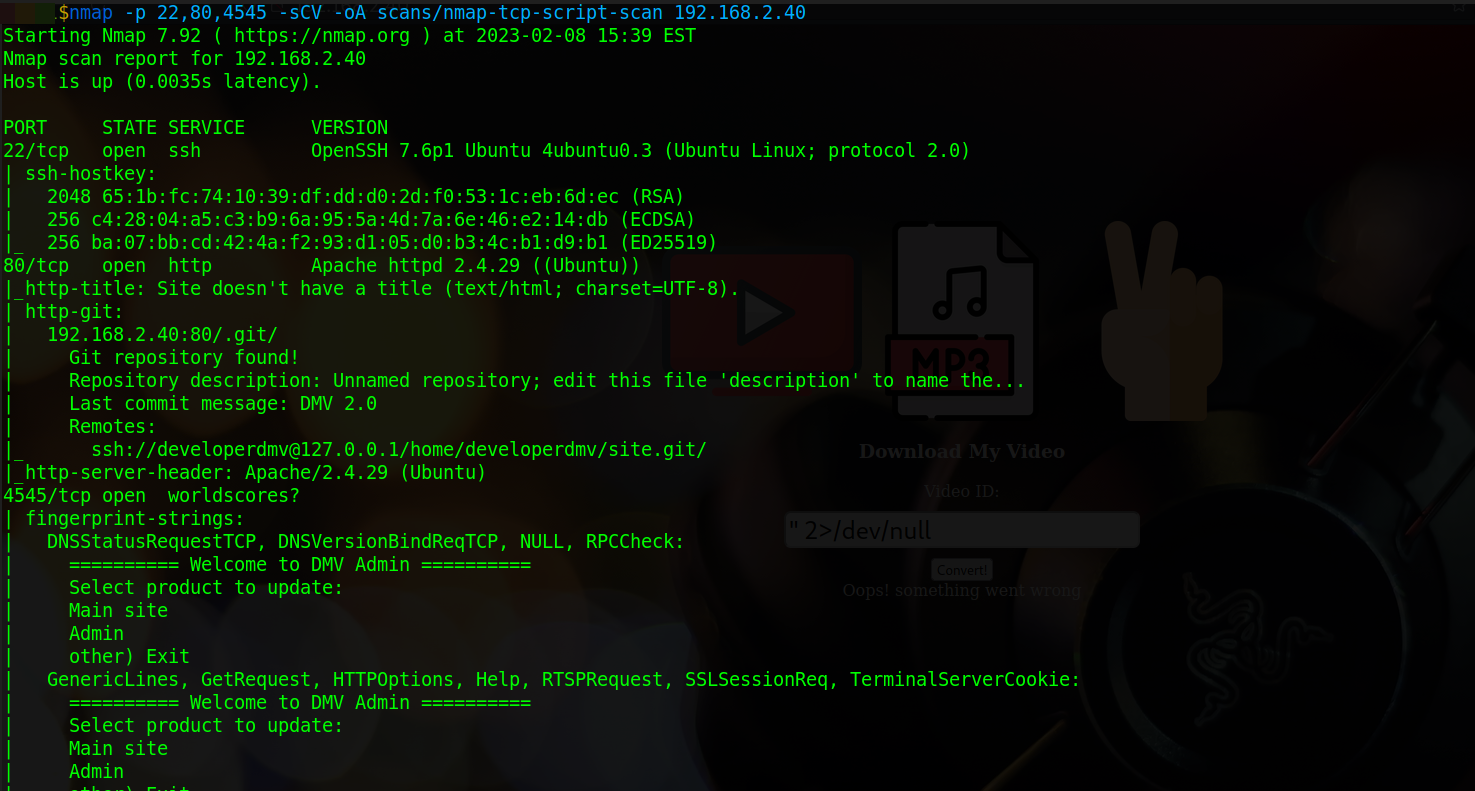 $nmap -p 22,80,4545 -sCV -oA scans/nmap-tcp-script-scan 192.168.2.40
Starting Nmap 7.92 ( https://nmap.org ) at 2023-02-08 15:39 EST
Nmap scan report for 192.168.2.40
Host is up (0.0035s latency).
PORT     STATE SERVICE      VERSION
22/tcp   open  ssh          OpenSSH 7.6p1 Ubuntu 4ubuntu0.3 (Ubuntu Linux; protocol 2.0)
| ssh-hostkey:
|   2048 65:1b:fc:74:10:39:df:dd:d0:2d:f0:53:1c:eb:6d:ec (RSA)
|   256 c4:28:04:a5:c3:b9:6a:95:5a:4d:7a:6e:46:e2:14:db (ECDSA)
|_  256 ba:07:bb:cd:42:4a:f2:93:d1:05:d0:b3:4c:b1:d9:b1 (ED25519)
80/tcp   open  http         Apache httpd 2.4.29 ((Ubuntu))
|_http-title: Site doesn't have a title (text/html; charset=UTF-8).
| http-git:
|   192.168.2.40:80/.git/
|     Git repository found!
|     Repository description: Unnamed repository; edit this file 'description' to name the...
|     Last commit message: DMV 2.0
|     Remotes:
|_      ssh://developerdmv@127.0.0.1/home/developerdmv/site.git/
|_http-server-header: Apache/2.4.29 (Ubuntu)
4545/tcp open  worldscores?
| fingerprint-strings:
|   DNSStatusRequestTCP, DNSVersionBindReqTCP, NULL, RPCCheck:
|     ========== Welcome to DMV Admin ==========
|     Select product to update:
|     Main site
|     Admin
|     other) Exit
|   GenericLines, GetRequest, HTTPOptions, Help, RTSPRequest, SSLSessionReq, TerminalServerCookie:
|     ========== Welcome to DMV Admin ==========
|     Select product to update:
|     Main site
|     Admin
|     other) Exit
MP3
Download My Video
Video ID:
" 2>/dev/null
Convert!
Oops! something went wrong